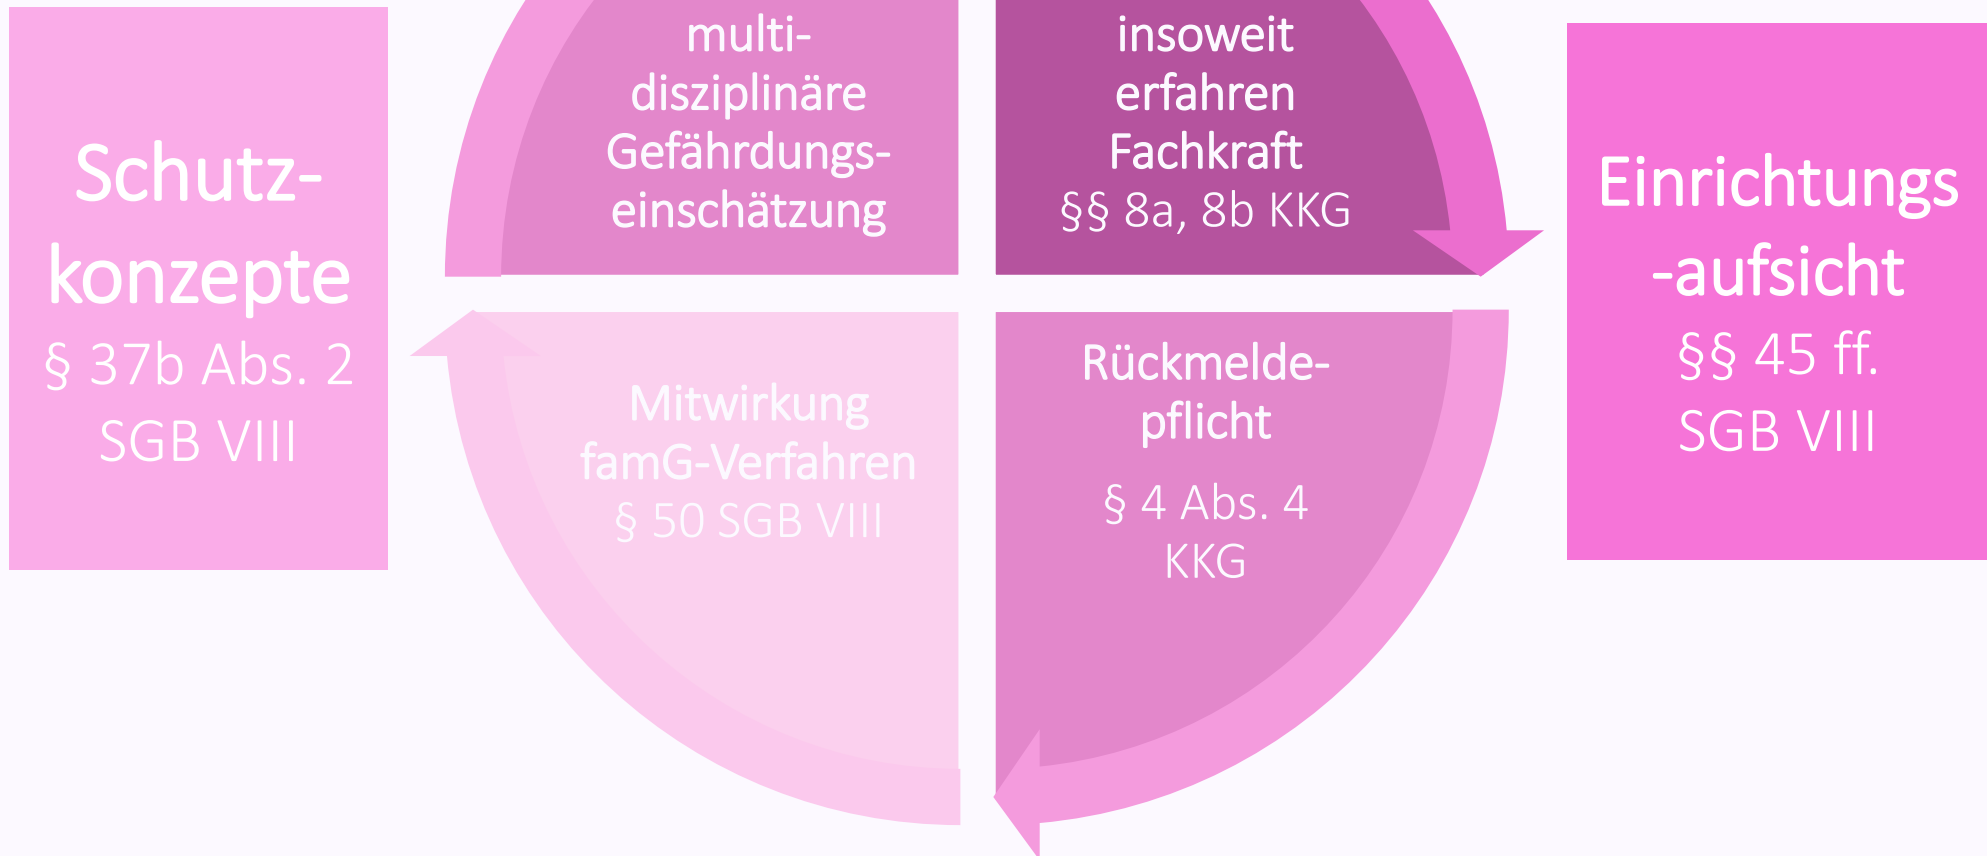 Schutz-
konzepte
§ 37b Abs. 2
SGB VIII
multi-
disziplinäre
Gefährdungs-
einschätzung
insoweit
erfahren
Fachkraft
§§ 8a, 8b KKG
Mitwirkung
famG-Verfahren
§ 50 SGB VIII
Rückmelde-
pflicht
§ 4 Abs. 4
KKG
Einrichtungs
-aufsicht
§§ 45 ff.
SGB VIII